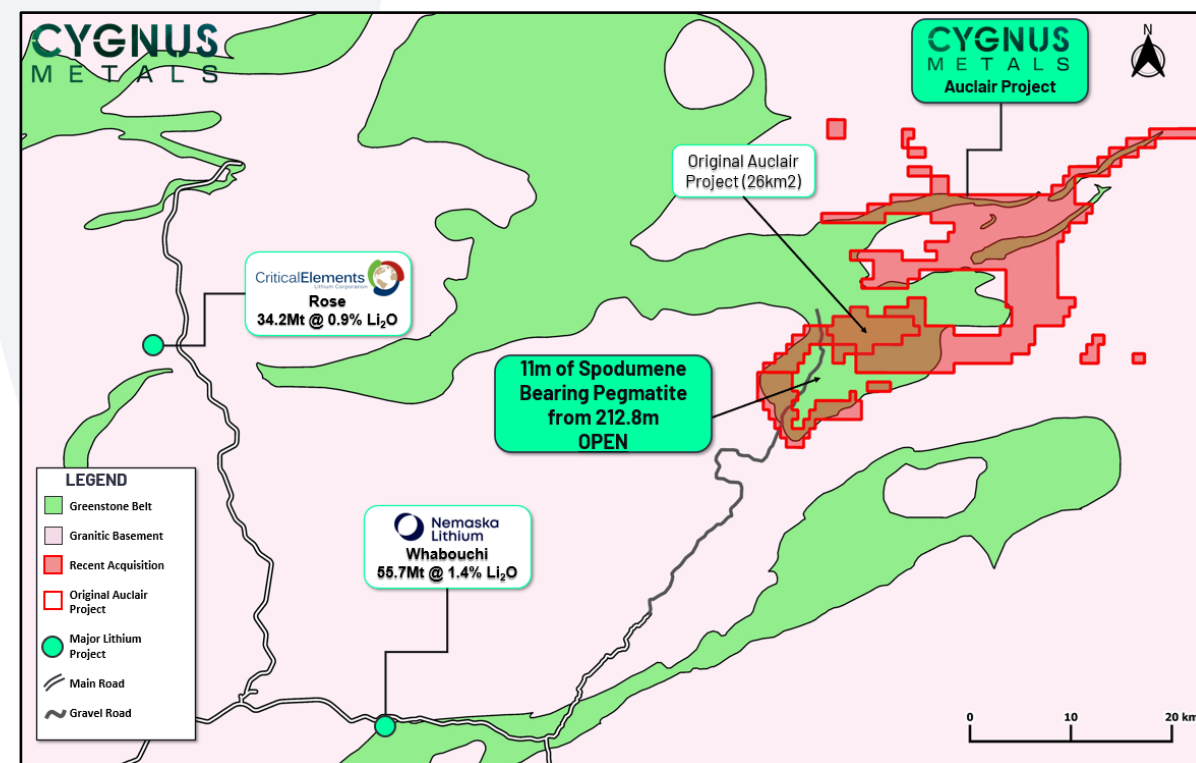 CYGNUS
METALS
CYGNUS
METALS
Auclair Project
N
Original Auclair
Project (26km2)
CriticalElements
Lithium Corporation
Rose
34.2Mt @ 0.9% Li₂O
11m of Spodumene
Bearing Pegmatite
from 212.8m
OPEN
Nemaska
Lithium
Whabouchi
55.7Mt @ 1.4% Li₂O
LEGEND
Greenstone Belt
Granitic Basement
Recent Acquisition
Original Auclair
Project
Major Lithium
Project
Main Road
Gravel Road
0 10 20 km